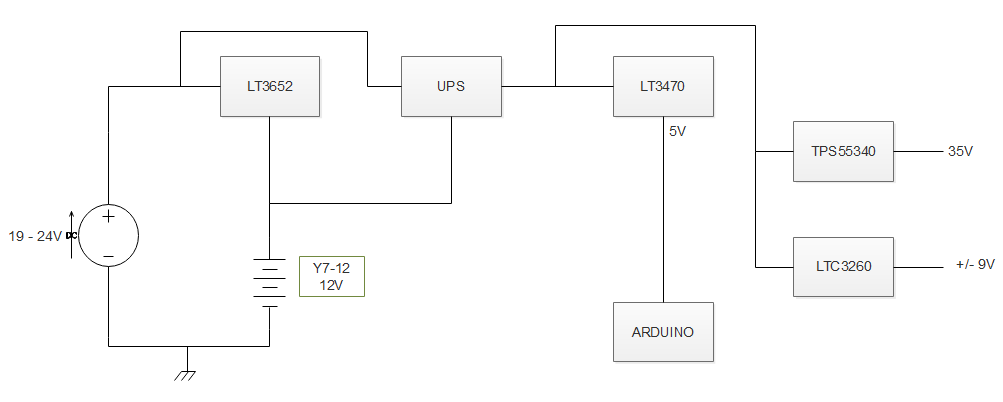 LT3652
UPS
LT3470
5V
TPS55340
35V
19 - 24V
DC
+
−
Y7-12
12V
LTC3260
+/- 9V
ARDUINO